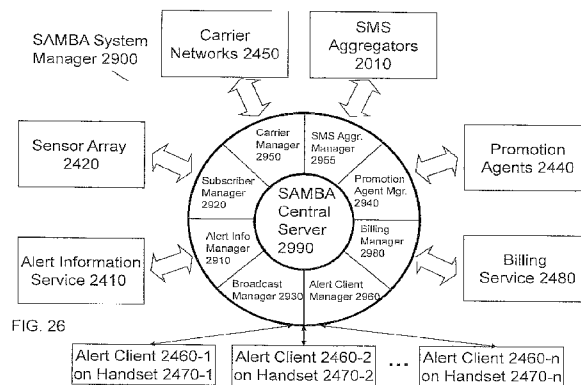 SAMBA System
Manager 2900
Carrier
Networks 2450
SMS
Aggregators
2010
Sensor Array
2420
Promotion
Agents 2440
Carrier
Manager
2950
SMS Aggr.
Manager
2955
Subscriber
Manager
2920
Promotion
Agent Mgr.
2940
SAMBA
Central
Server
2990
Alert Info
Manager
2910
Billing
Manager
2980
Broadcast
Manager 2930
Alert Client
Manager 2960
Alert Information
Service 2410
Billing
Service 2480
FIG. 26
Alert Client 2460-1
on Handset 2470-1
Alert Client 2460-2
on Handset 2470-2
...
Alert Client 2460-n
on Handset 2470-n